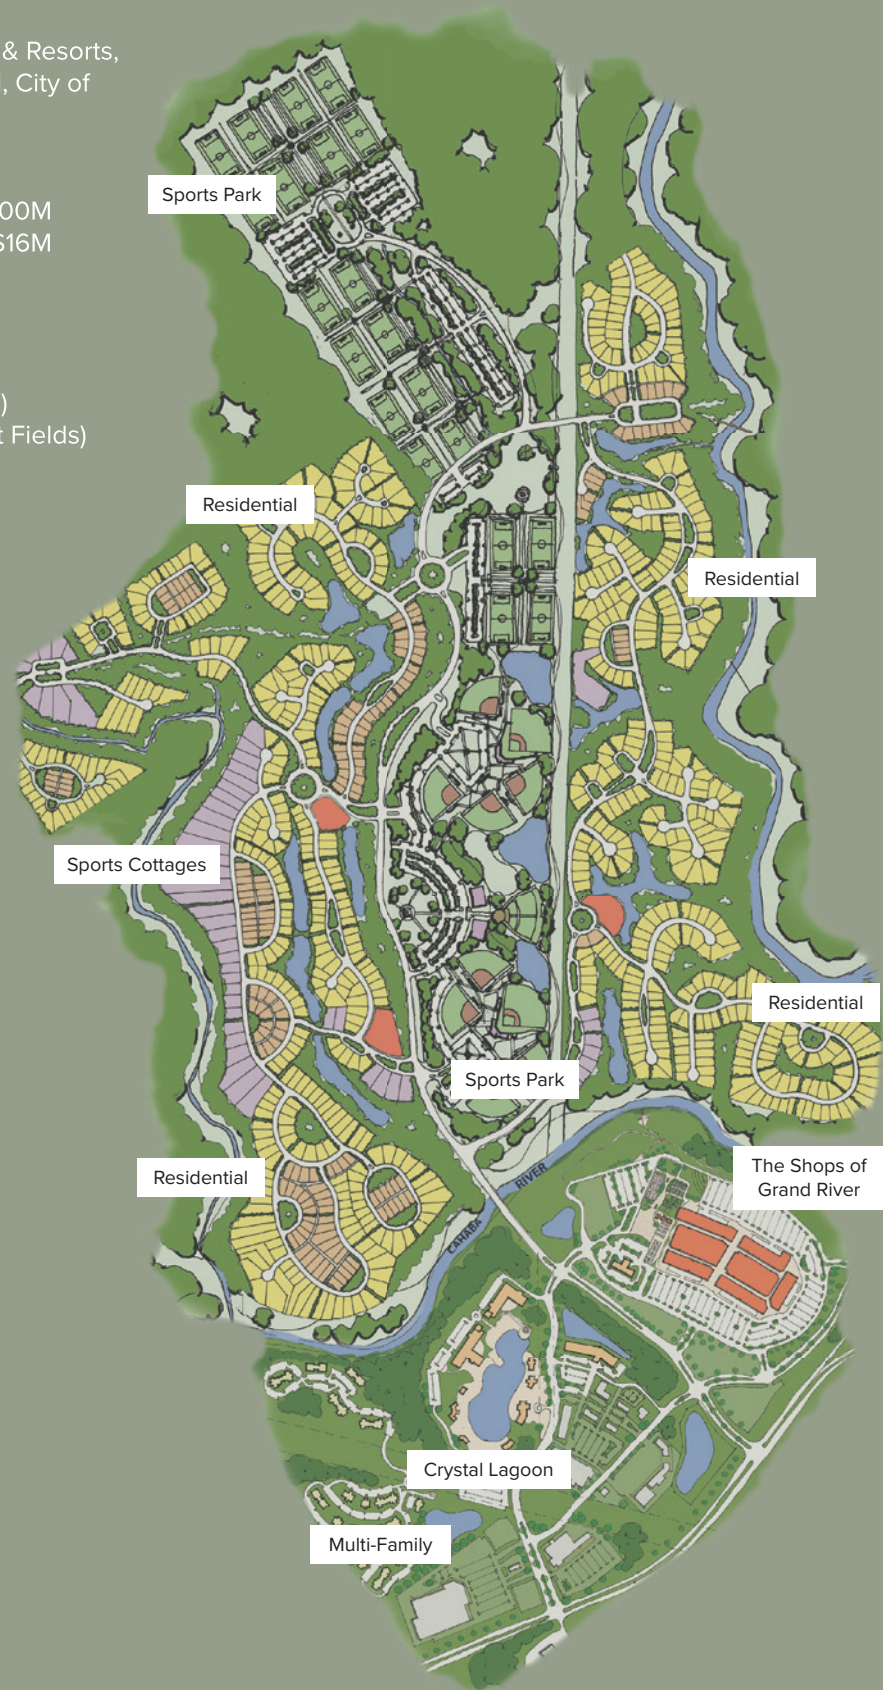 & Resorts,
, City of
00M
$16M
)
t Fields)
Sports Park
Residential
Residential
Sports Cottages
Residential
Sports Park
The Shops of
Grand River
Residential
CAHABA RIVER
Crystal Lagoon
Multi-Family